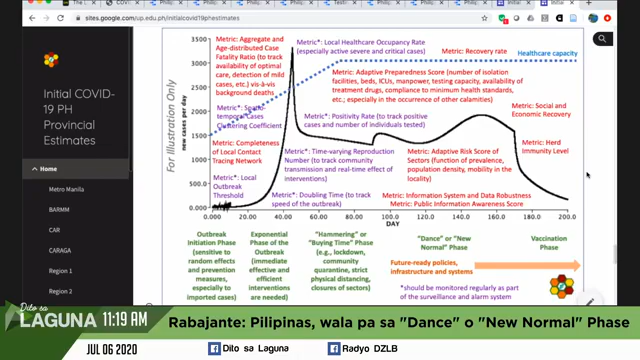 COVI
Philipp
Philipp
Testin
Testin
Philipp
Testin
Initial
Initial
sites.google.com/up.edu.ph/initialcovid19phestimates
Initial COVID-19 PH
Provincial
Estimates
Home
Metro Manila
BARMM
CAR
CARAGA
Region 1
Region 2
For Illustration Only
new cases per day
3500
3000
2500
2000
1500
1000
500
0
0.000
20.000
40.000
60.000
80.000
100.00
120.00
140.00
160.00
180.00
200.0
DAY
Metric: Aggregate and
Age-distributed Case
Fatality Ratio (to track
availability of optimal
care, detection of mild
cases, etc.) vis-à-vis
background deaths
Metric*: Spatio-
temporal Cases
Clustering Coefficient
Metric: Completeness
of Local Contact
Tracing Network
Metric*: Local
Outbreak
Threshold
Metric*: Local Healthcare Occupancy Rate
(especially active severe and critical cases)
Metric: Recovery rate
Healthcare capacity
Metric: Adaptive Preparedness Score (number of isolation
facilities, beds, ICUs, manpower, testing capacity, availability of
treatment drugs, compliance to minimum health standards,
etc.; especially in the occurrence of other calamities)
Metric*: Positivity Rate (to track positive
cases and number of individuals tested)
Metric: Social and
Economic Recovery
Metric*: Time-varying Reproduction
Number (to track community
transmission and real-time effect of
interventions)
Metric: Adaptive Risk Score of
Sectors (function of prevalence,
population density, mobility in the
locality)
Metric: Herd
Immunity Level
Metric*: Doubling Time (to track
speed of the outbreak)
Metric: Information System and Data Robustness
Metric: Public Information Awareness Score
Outbreak
Initiation Phase
(sensitive to
random effects
and prevention
measures,
especially to
imported cases)
Exponential
Phase of the
Outbreak
(immediate
effective and
efficient
interventions
are needed)
"Hammering" or
"Buying Time" Phase
(e.g., lockdown,
community
quarantine, strict
physical distancing,
closures of sectors)
"Dance" or "New
Normal" Phase
Vaccination Phase
Future-ready policies,
infrastructure and systems
*should be monitored regularly as part
of the surveillance and alarm system
Dito sa
LAGUNA
11:19 AM
Rabajante: Pilipinas, wala pa sa "Dance" o "New Normal" Phase
JUL 06 2020
Dito sa Laguna
Radyo DZLB